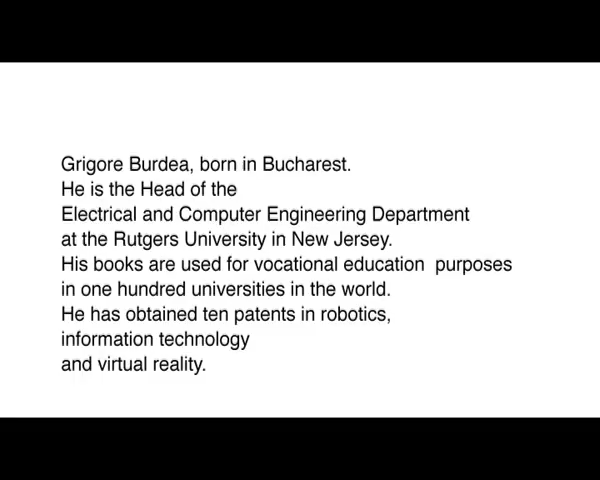 Grigore Burdea, born in Bucharest.
He is the Head of the
Electrical and Computer Engineering Department
at the Rutgers University in New Jersey.
His books are used for vocational education  purposes
in one hundred universities in the world.
He has obtained ten patents in robotics,
information technology
and virtual reality.